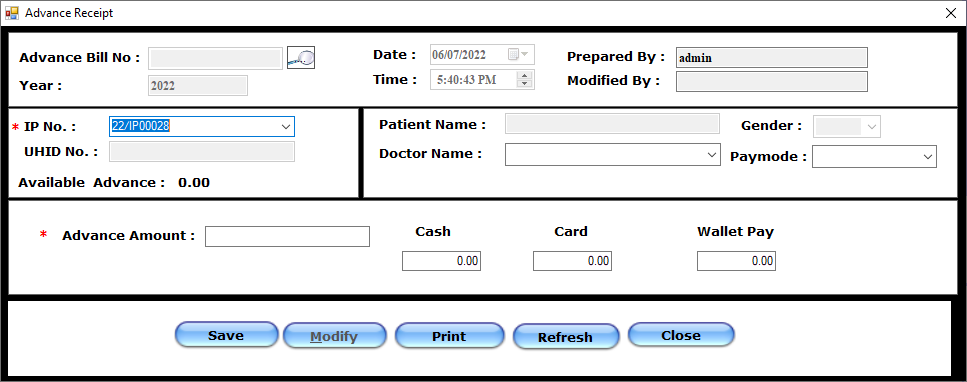 Advance Receipt
Advance Bill No :
Date : 06/07/2022
Prepared By : admin
Year : 2022
Time : 5:40:43 PM
Modified By :
* IP No. : 22/IP00028
Patient Name :
Gender :
UHID No. :
Doctor Name :
Paymode :
Available Advance : 0.00
* Advance Amount :
Cash
Card
Wallet Pay
0.00
0.00
0.00
Save
Modify
Print
Refresh
Close